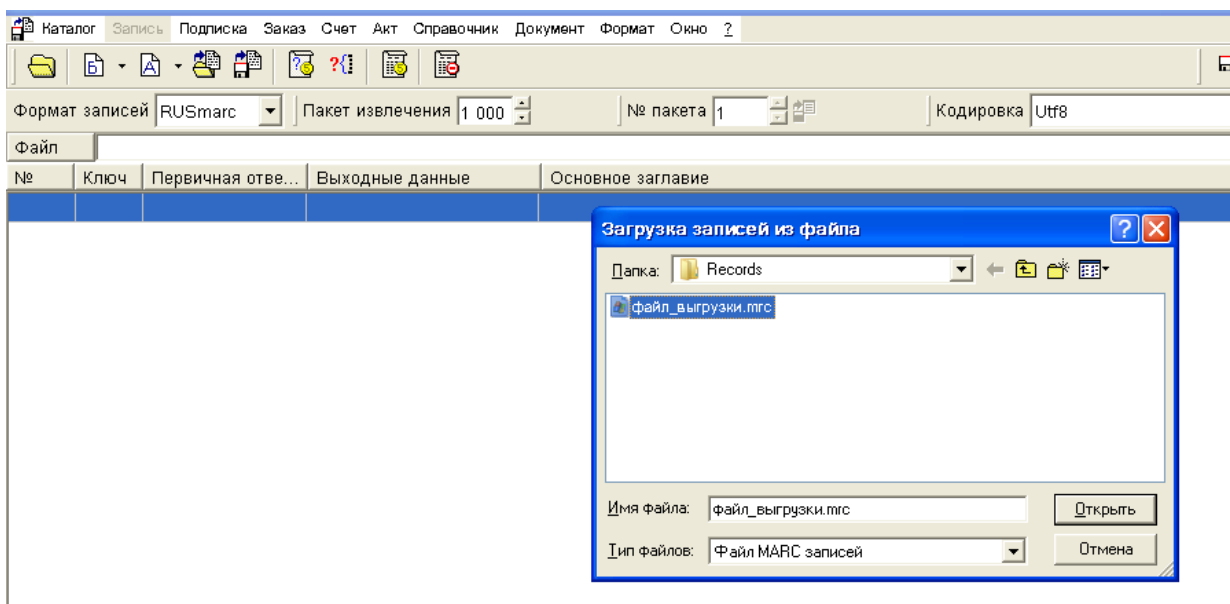 Каталог Запись Подписка Заказ Счет Акт Справочник Документ Формат Окно ?
Формат записей RUSmarc Пакет извлечения 1 000 № пакета 1 Кодировка Utf8
Файл
№ Ключ Первичная отве... Выходные данные Основное заглавие
Загрузка записей из файла
Папка: Records
файл_выгрузки.mrc
Имя файла: файл_выгрузки.mrc Открыть
Тип файлов: Файл MARC записей Отмена